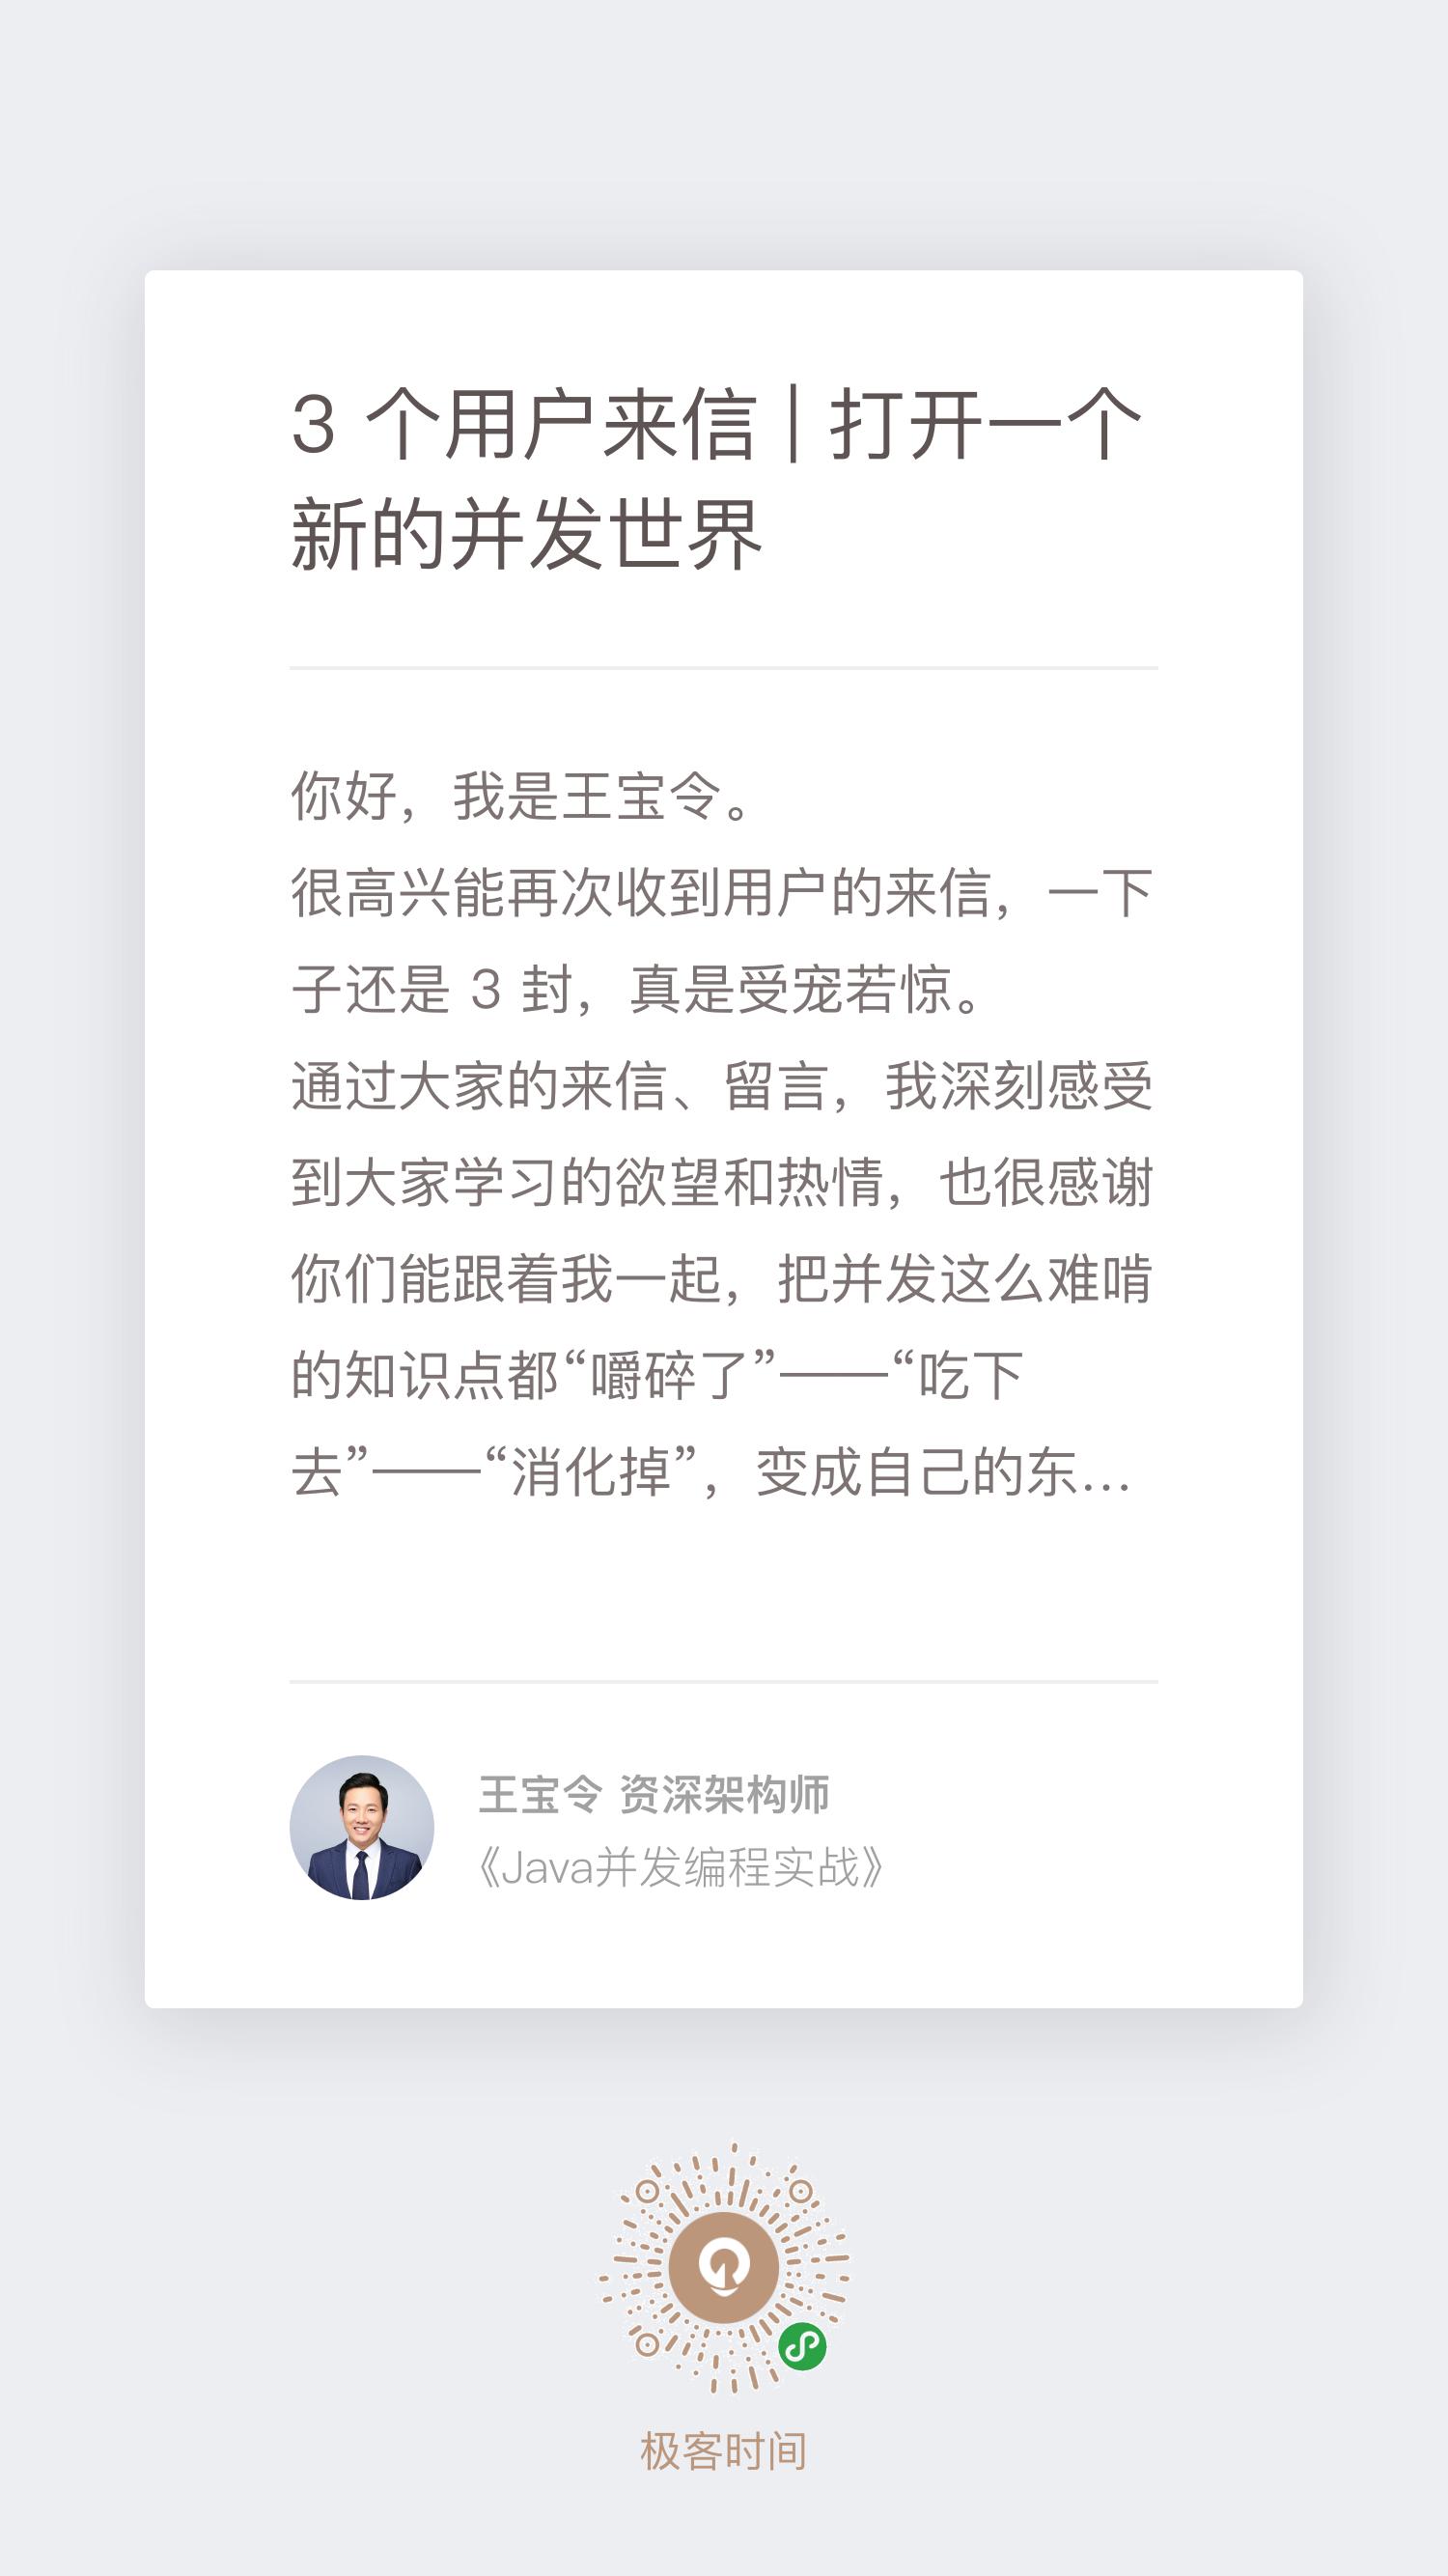 3 个用户来信 | 打开一个
新的并发世界
你好，我是王宝令。
很高兴能再次收到用户的来信，一下
子还是 3 封，真是受宠若惊。
通过大家的来信、留言，我深刻感受
到大家学习的欲望和热情，也很感谢
你们能跟着我一起，把并发这么难啃
的知识点都“嚼碎了”——“吃下
去”——“消化掉”，变成自己的东...
王宝令 资深架构师
《Java并发编程实战》
极客时间